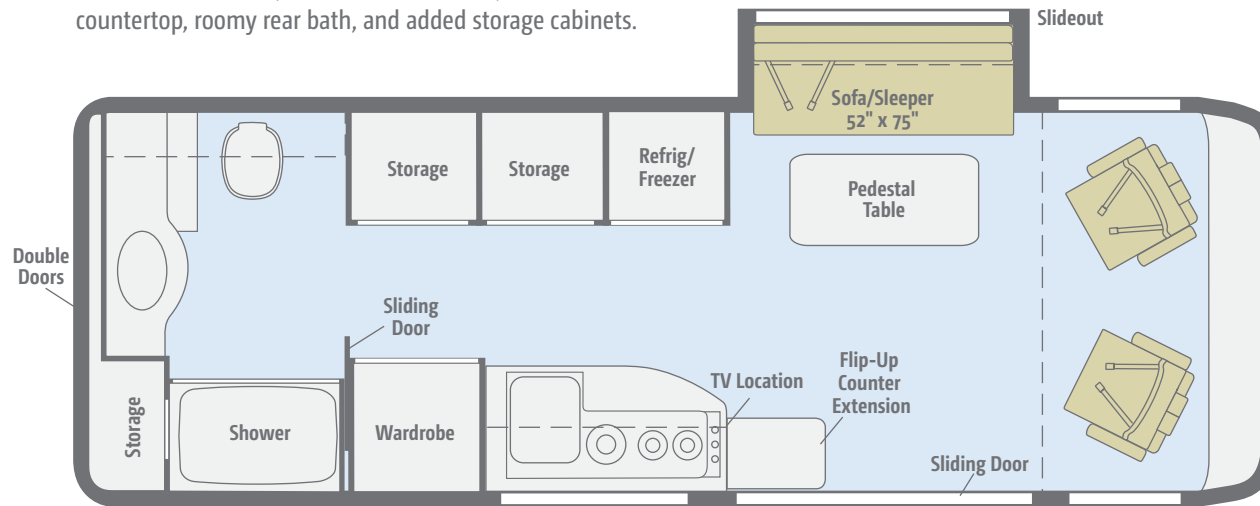 countertop, roomy rear bath, and added storage cabinets.
Slideout
Sofa/Sleeper
52" x 75"
Storage
Storage
Refrig/
Freezer
Pedestal
Table
Double
Doors
Sliding
Door
TV Location
Flip-Up
Counter
Extension
Storage
Shower
Wardrobe
Sliding Door